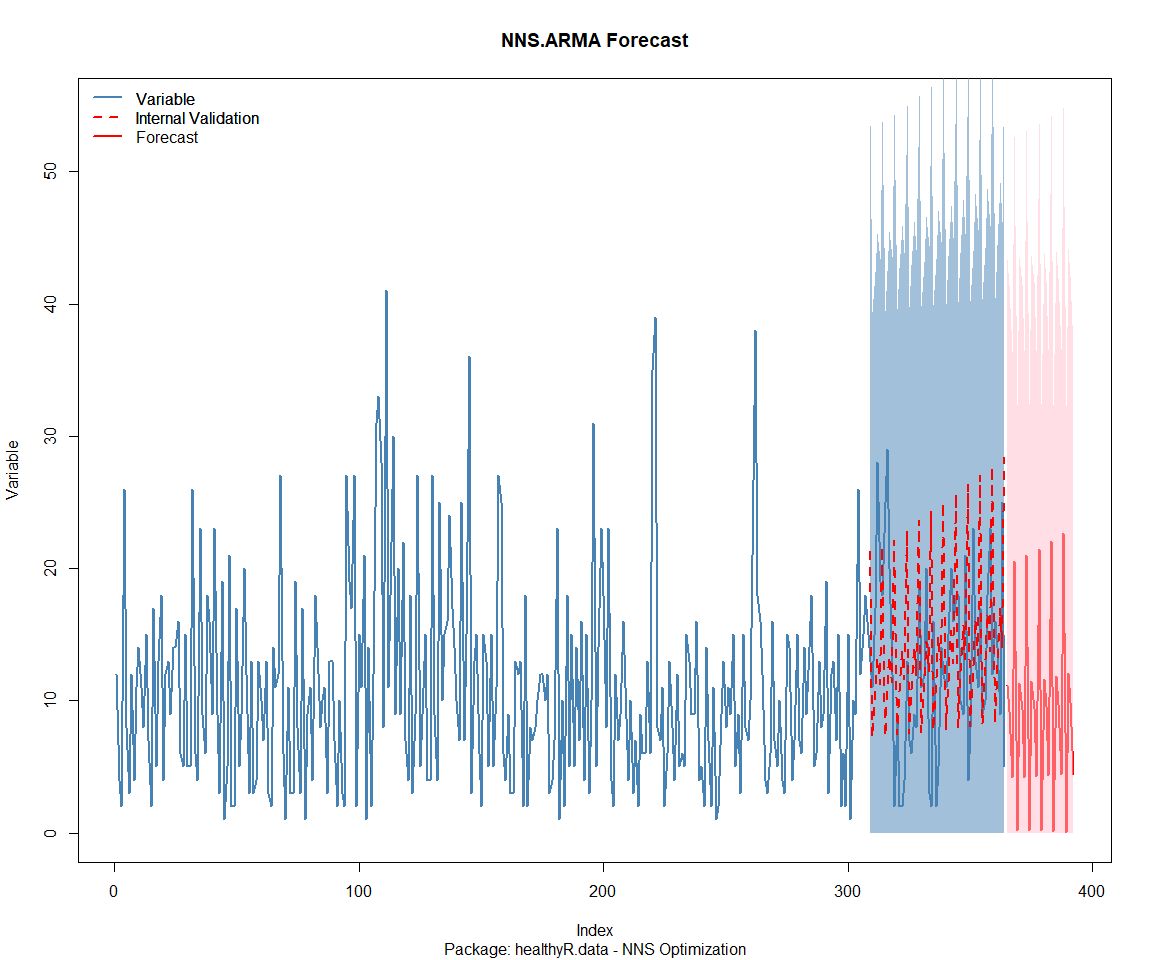 NNS.ARMA Forecast
Variable
Internal Validation
Forecast
Variable
50
40
30
20
10
0
0 100 200 300 400
Index
Package: healthyR.data - NNS Optimization